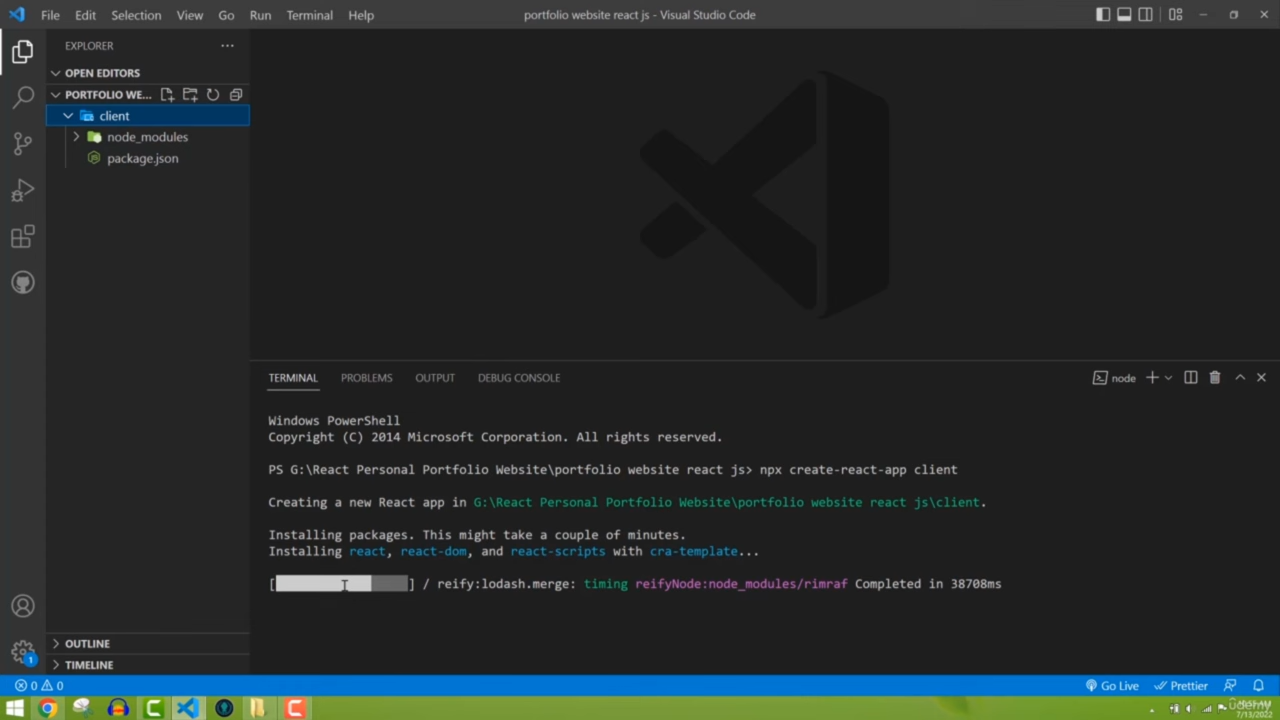 File Edit Selection View Go Run Terminal Help
portfolio website react js - Visual Studio Code
EXPLORER
OPEN EDITORS
PORTFOLIO WE...
client
node_modules
package.json
OUTLINE
TIMELINE
TERMINAL PROBLEMS OUTPUT DEBUG CONSOLE
node
Windows PowerShell
Copyright (C) 2014 Microsoft Corporation. All rights reserved.
PS G:\React Personal Portfolio Website\portfolio website react js> npx create-react-app client
Creating a new React app in G:\React Personal Portfolio Website\portfolio website react js\client.
Installing packages. This might take a couple of minutes.
Installing react, react-dom, and react-scripts with cra-template...
[ ] / reify:lodash.merge: timing reifyNode:node_modules/rimraf Completed in 38708ms
1
0 0
Go Live Prettier
udemy
7/13/2022